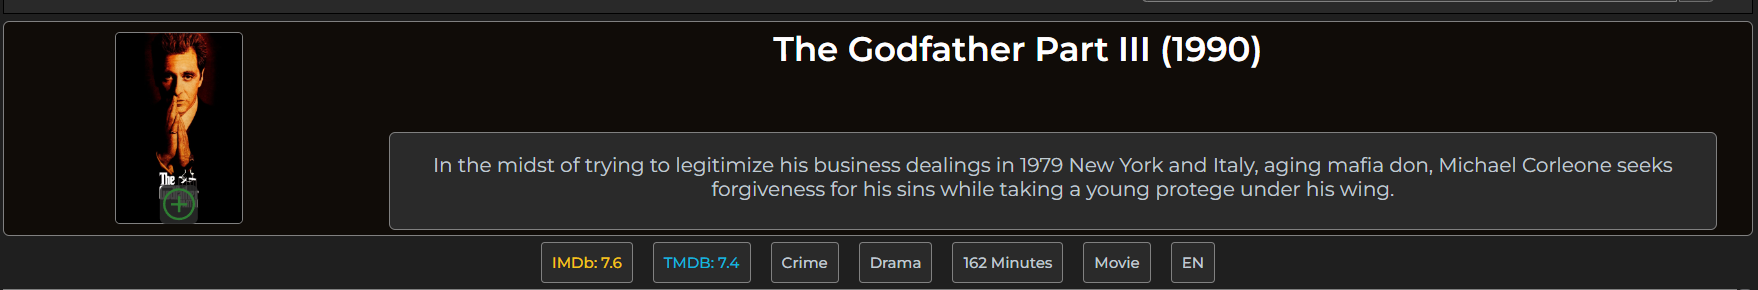 The Godfather Part III (1990)
The
In the midst of trying to legitimize his business dealings in 1979 New York and Italy, aging mafia don, Michael Corleone seeks
forgiveness for his sins while taking a young protege under his wing.
IMDb: 7.6
TMDB: 7.4
Crime
Drama
162 Minutes
Movie
EN